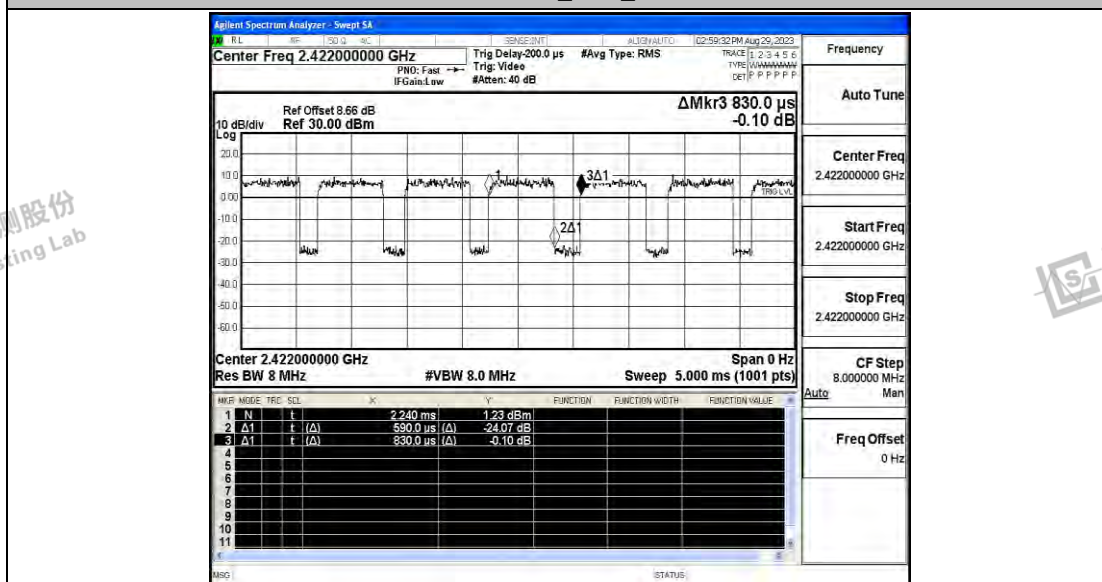 Agilent Spectrum Analyzer - Swept SA
RL RF 50 Ω AC SENSE:INT ALIGN AUTO 02:59:32 PM Aug 29, 2023
Center Freq 2.422000000 GHz
PNO: Fast
IFGain:Low
Trig Delay-200.0 µs
Trig: Video
#Atten: 40 dB
#Avg Type: RMS
TRACE 1 2 3 4 5 6
TYPE
DET P P P P P P
Ref Offset 8.66 dB
10 dB/div Ref 30.00 dBm
Log
ΔMkr3 830.0 µs
-0.10 dB
20.0
10.0
0.00
-10.0
-20.0
-30.0
-40.0
-50.0
-60.0
1
3Δ1
2Δ1
TRIG LVL
Center 2.422000000 GHz Span 0 Hz
Res BW 8 MHz #VBW 8.0 MHz Sweep 5.000 ms (1001 pts)
MKR MODE TRC SCL X Y FUNCTION FUNCTION WIDTH FUNCTION VALUE
1 N t 2.240 ms 1.23 dBm
2 Δ1 t (Δ) 590.0 µs (Δ) -24.07 dB
3 Δ1 t (Δ) 830.0 µs (Δ) -0.10 dB
4
5
6
7
8
9
10
11
MSG STATUS
Frequency
Auto Tune
Center Freq
2.422000000 GHz
Start Freq
2.422000000 GHz
Stop Freq
2.422000000 GHz
CF Step
8.000000 MHz
Auto Man
Freq Offset
0 Hz
测股份
ting Lab